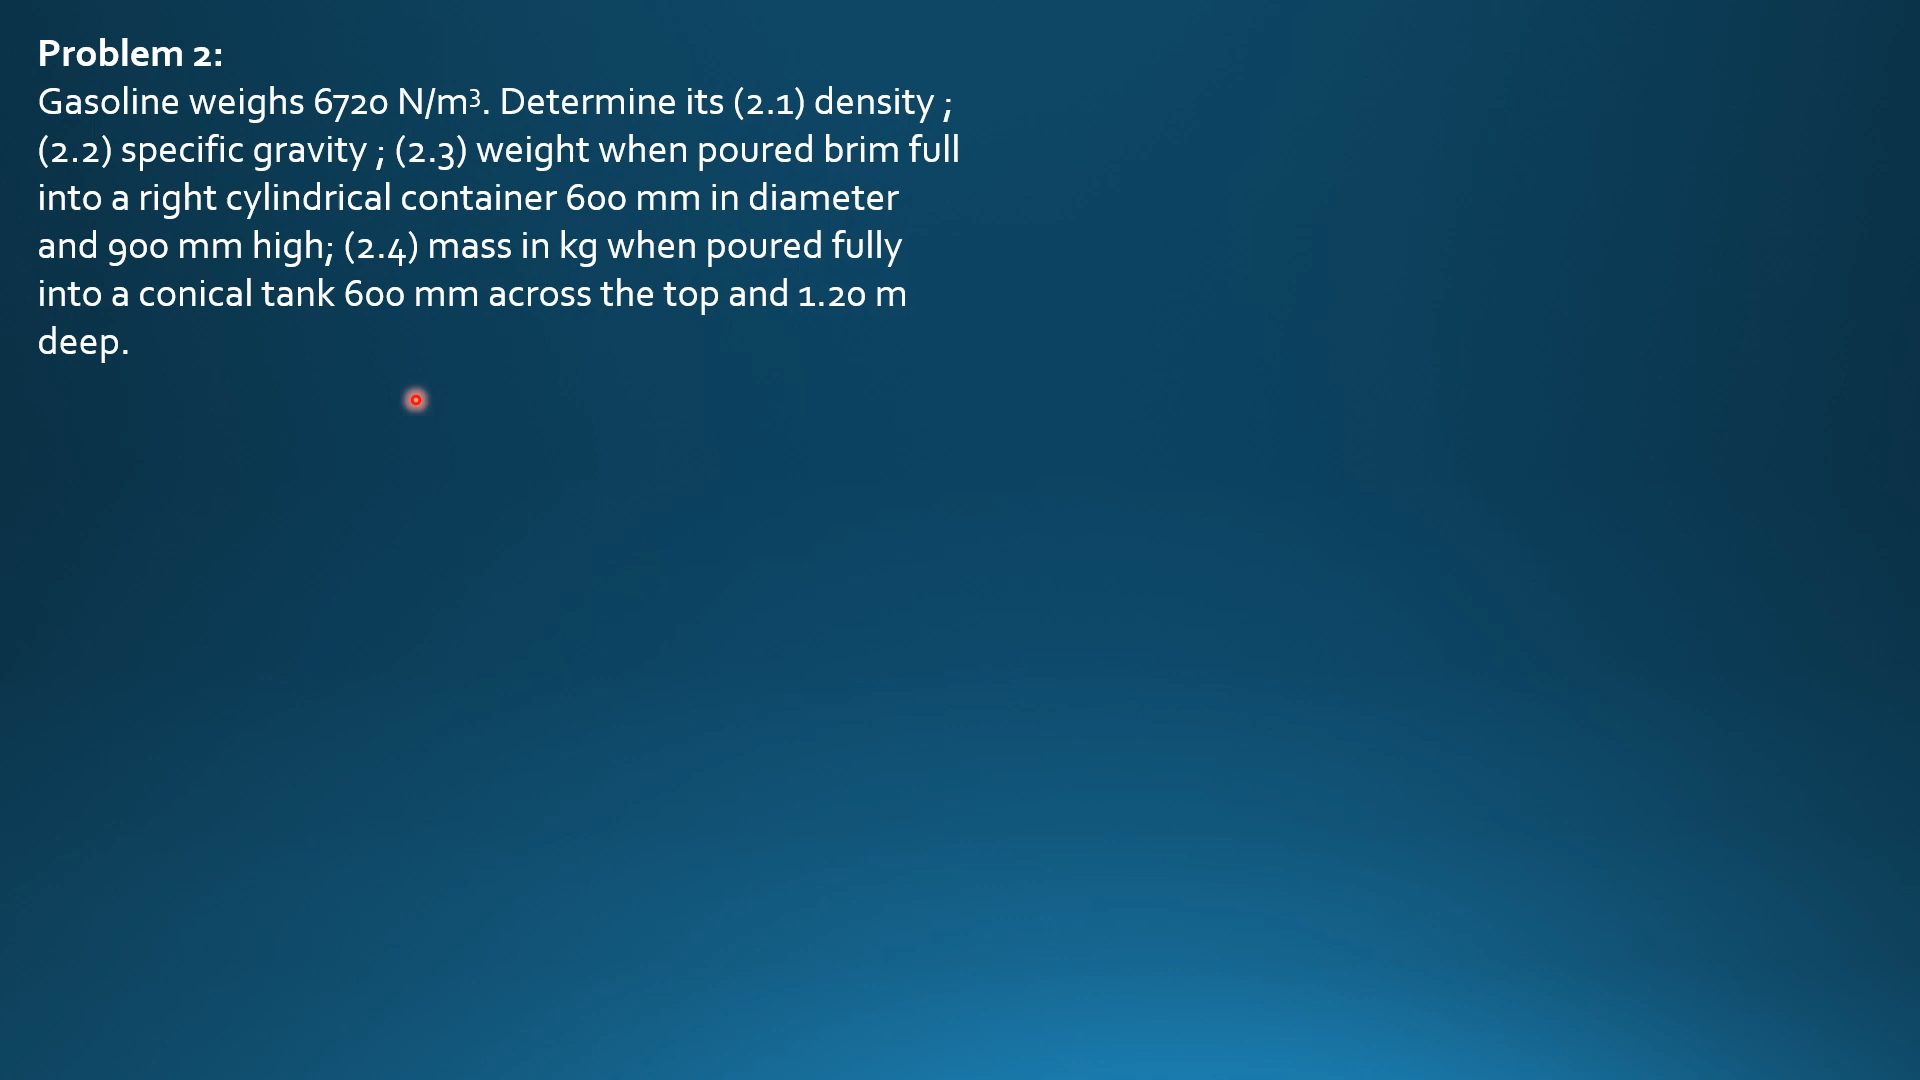 Problem 2:
Gasoline weighs 6720 N/m³. Determine its (2.1) density ;
(2.2) specific gravity ; (2.3) weight when poured brim full
into a right cylindrical container 600 mm in diameter
and 900 mm high; (2.4) mass in kg when poured fully
into a conical tank 600 mm across the top and 1.20 m
deep.